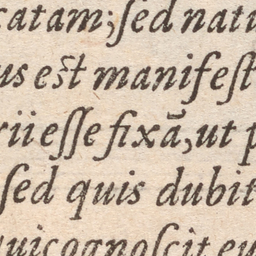 catam; ſed natu
us eſt manifeſt
rii eſſe fixã, ut p
ſed quis dubit
uicognoſcit eu